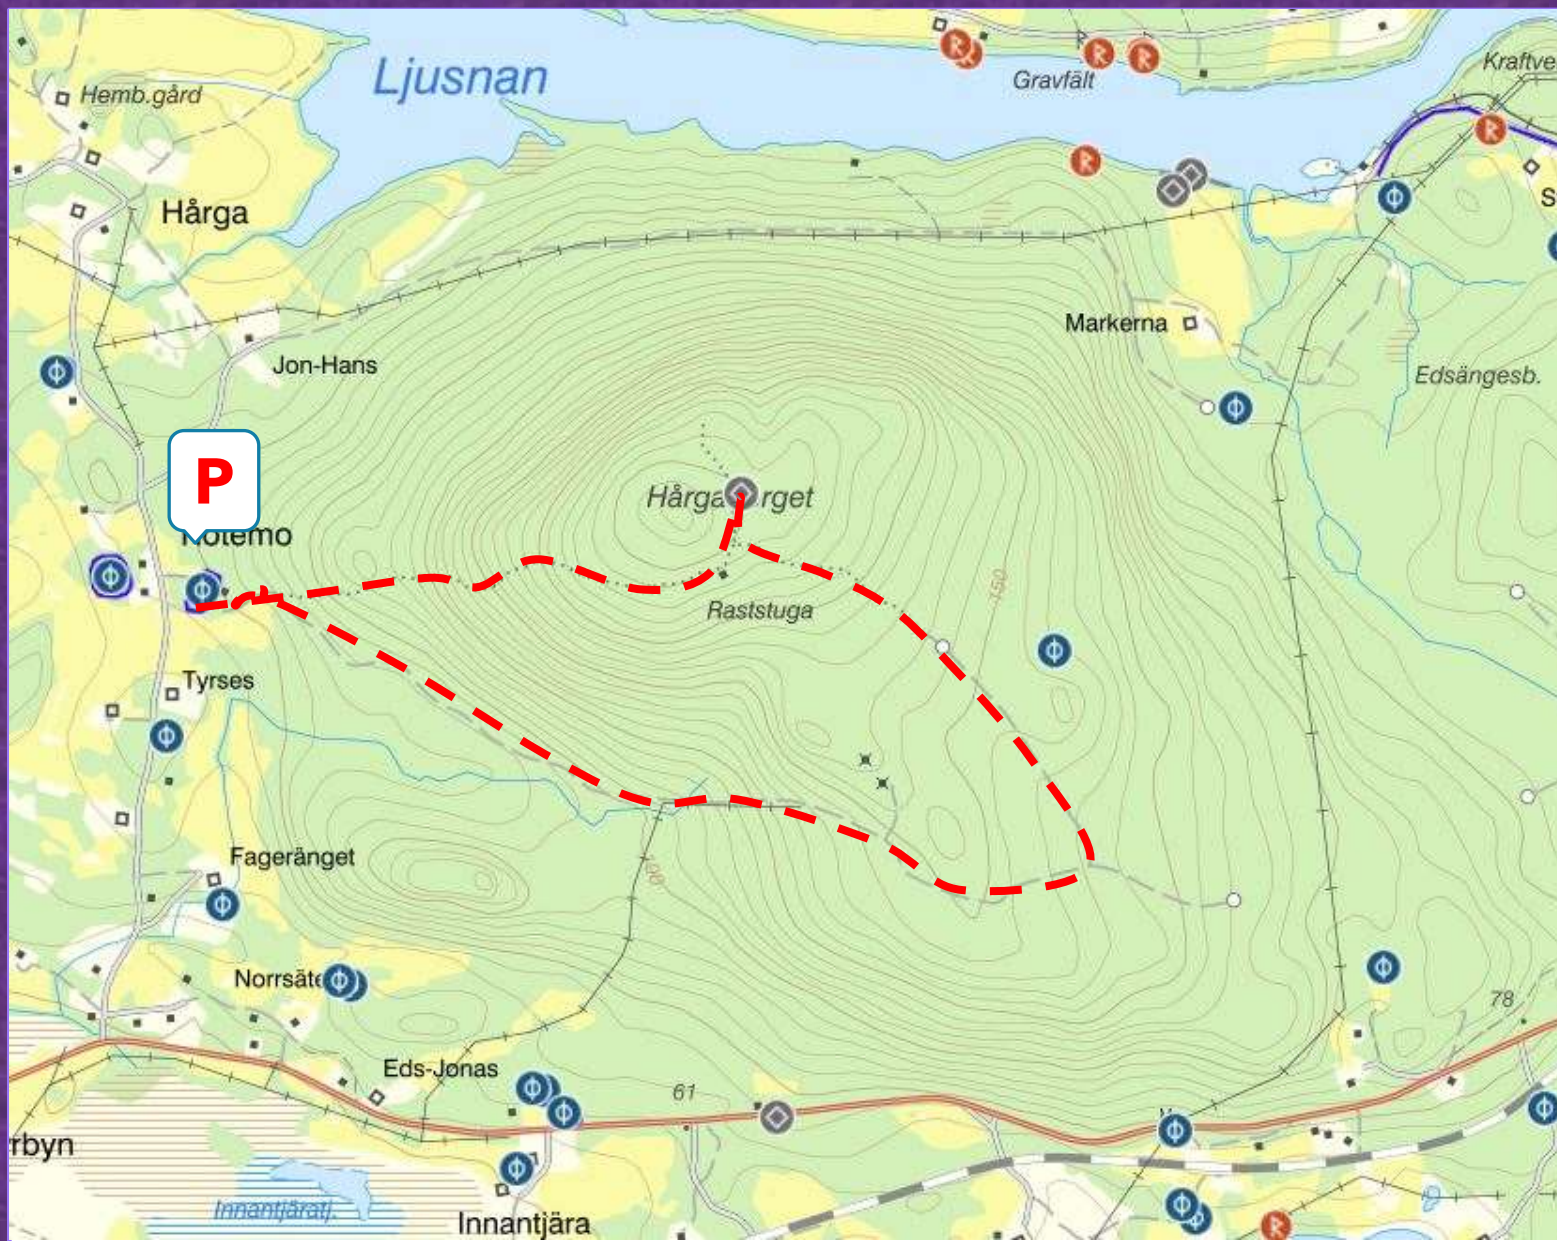 Ljusnan
Hemb.gård
Gravfält
Kraftve
Hårga
S
Markerna
Jon-Hans
Edsängesb.
P
Hårga rget
150
Raststuga
Tyrses
100
Fageränget
Norrsäte
78
Eds-Jonas
61
rbyn
Innantjäratj.
Innantjära